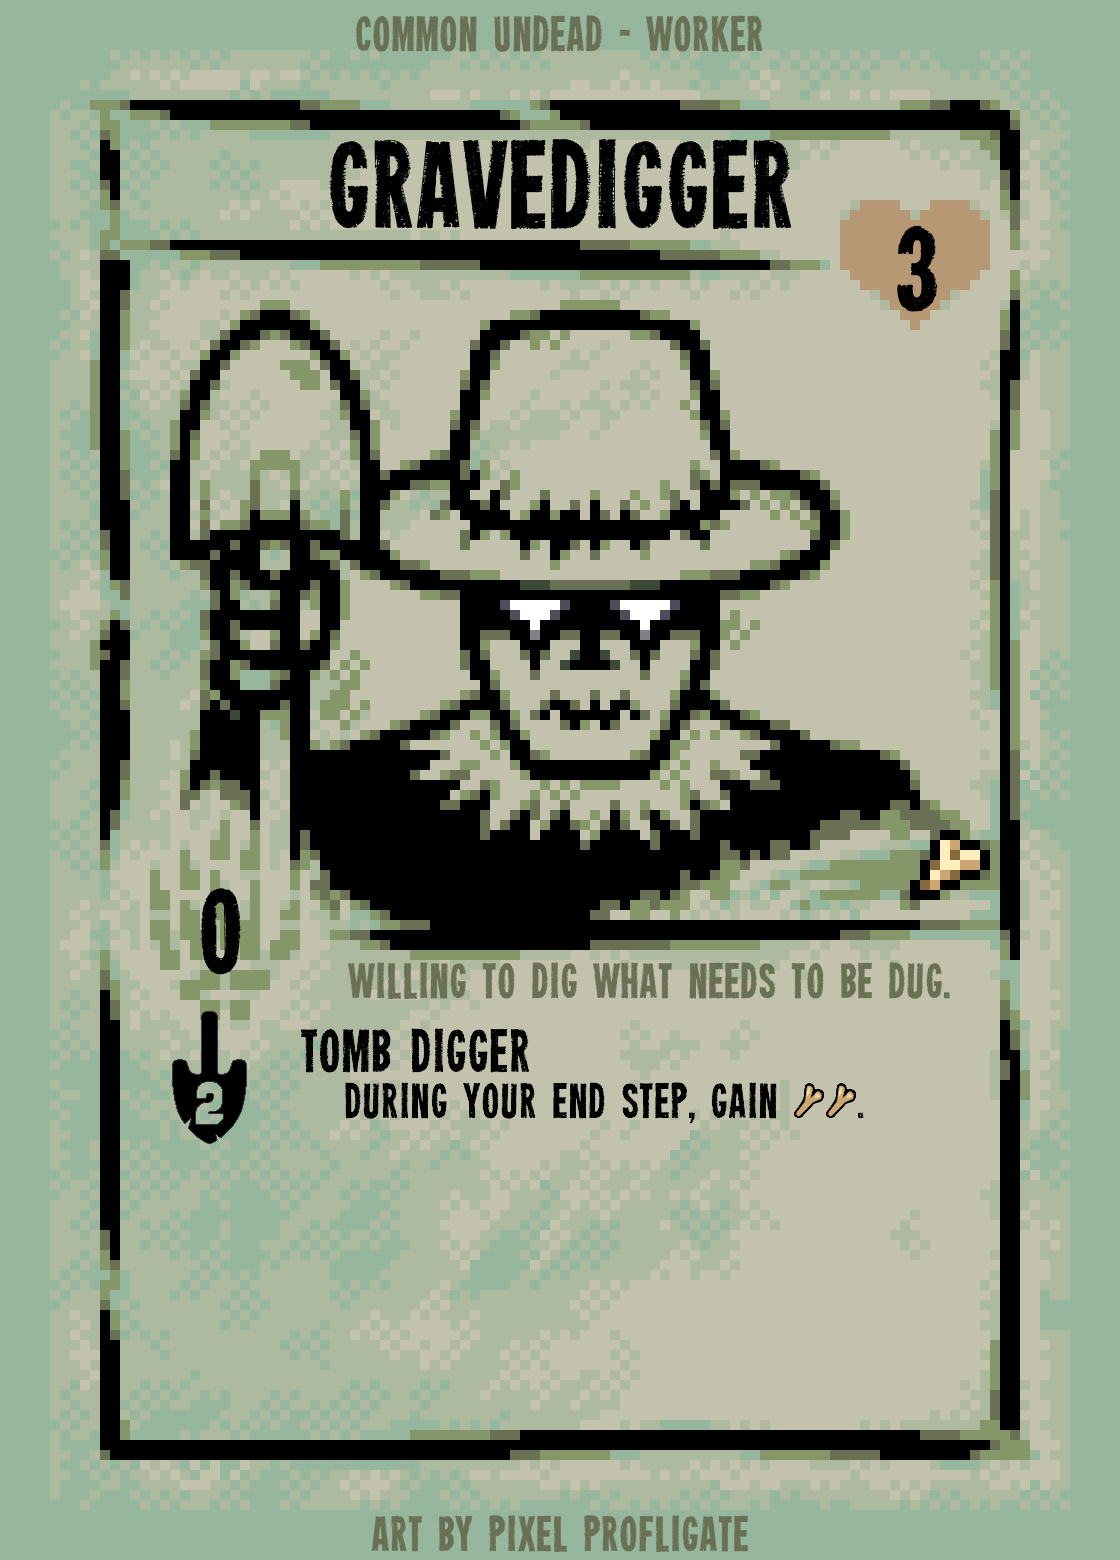 COMMON UNDEAD - WORKER
GRAVEDIGGER
3
0
WILLING TO DIG WHAT NEEDS TO BE DUG.
TOMB DIGGER
2
DURING YOUR END STEP, GAIN .
ART BY PIXEL PROFLIGATE